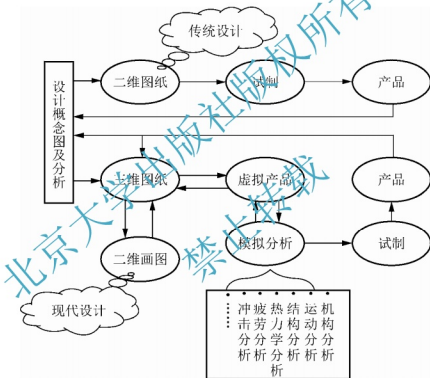 传统设计
二维图纸
试制
产品
设计概念图及分析
三维图纸
虚拟产品
产品
二维画图
模拟分析
试制
现代设计
机构分析
运动分析
结构分析
热力学分析
疲劳分析
冲击分析
……
北京大学出版社版权所有
禁止转载